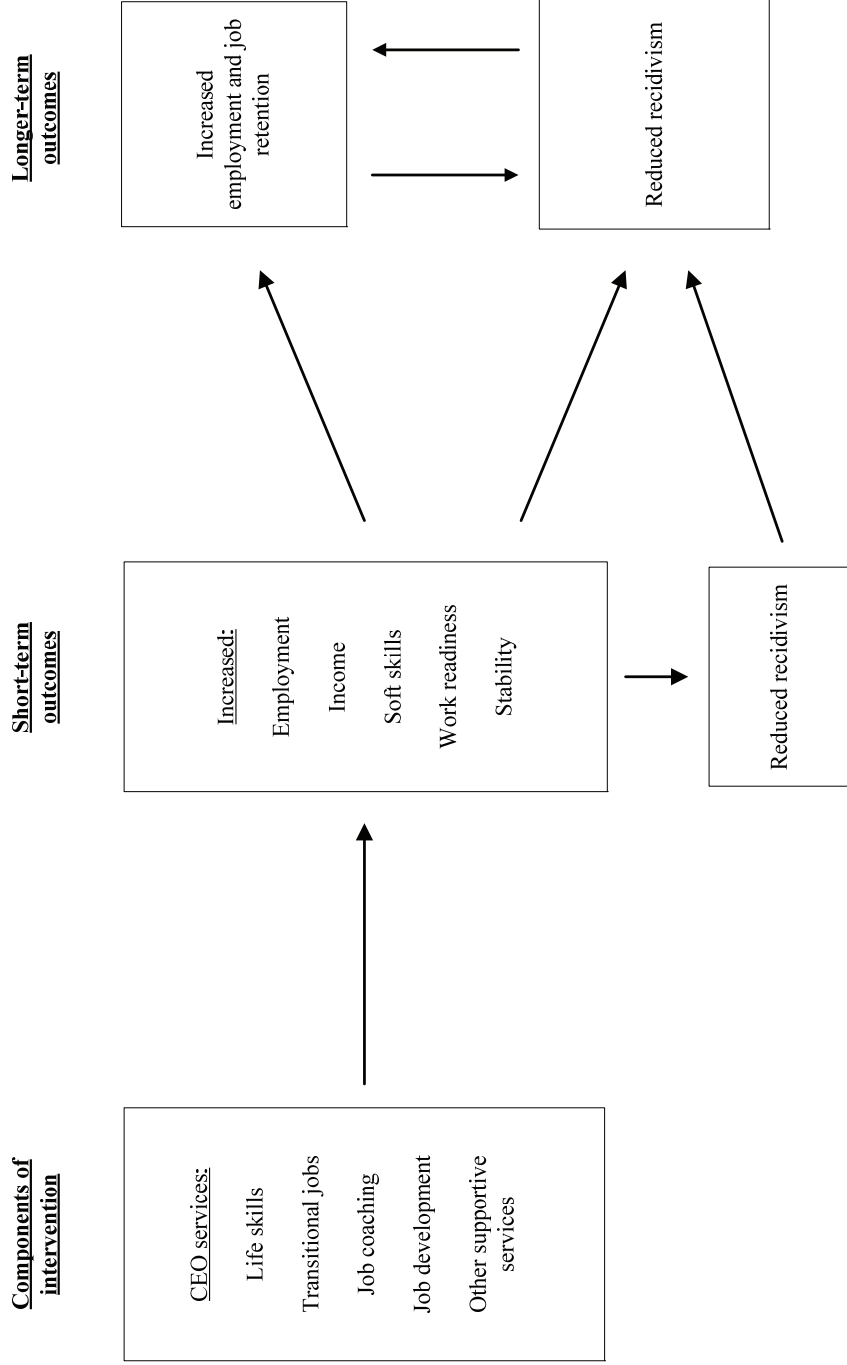 Components of
intervention
CEO services:
Life skills
Transitional jobs
Job coaching
Job development
Other supportive
services
Short-term
outcomes
Increased:
Employment
Income
Soft skills
Work readiness
Stability
Reduced recidivism
Longer-term
outcomes
Increased
employment and job
retention
Reduced recidivism